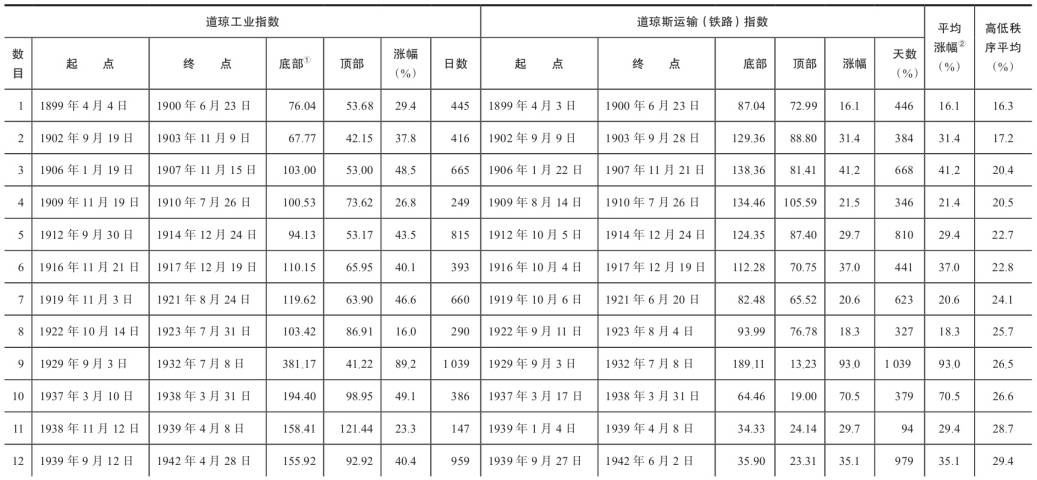 道琼工业指数 道琼斯运输(铁路)指数 平均涨幅②(%) 高低秩序平均(%)
数目 起 点 终 点 底部① 顶部 涨幅(%) 日数 起 点 终 点 底部 顶部 涨幅 天数(%)
1 1899 年 4 月 4 日 1900 年 6 月 23 日 76.04 53.68 29.4 445 1899 年 4 月 3 日 1900 年 6 月 23 日 87.04 72.99 16.1 446 16.1 16.3
2 1902 年 9 月 19 日 1903 年 11 月 9 日 67.77 42.15 37.8 416 1902 年 9 月 9 日 1903 年 9 月 28 日 129.36 88.80 31.4 384 31.4 17.2
3 1906 年 1 月 19 日 1907 年 11 月 15 日 103.00 53.00 48.5 665 1906 年 1 月 22 日 1907 年 11 月 21 日 138.36 81.41 41.2 668 41.2 20.4
4 1909 年 11 月 19 日 1910 年 7 月 26 日 100.53 73.62 26.8 249 1909 年 8 月 14 日 1910 年 7 月 26 日 134.46 105.59 21.5 346 21.4 20.5
5 1912 年 9 月 30 日 1914 年 12 月 24 日 94.13 53.17 43.5 815 1912 年 10 月 5 日 1914 年 12 月 24 日 124.35 87.40 29.7 810 29.4 22.7
6 1916 年 11 月 21 日 1917 年 12 月 19 日 110.15 65.95 40.1 393 1916 年 10 月 4 日 1917 年 12 月 19 日 112.28 70.75 37.0 441 37.0 22.8
7 1919 年 11 月 3 日 1921 年 8 月 24 日 119.62 63.90 46.6 660 1919 年 10 月 6 日 1921 年 6 月 20 日 82.48 65.52 20.6 623 20.6 24.1
8 1922 年 10 月 14 日 1923 年 7 月 31 日 103.42 86.91 16.0 290 1922 年 9 月 11 日 1923 年 8 月 4 日 93.99 76.78 18.3 327 18.3 25.7
9 1929 年 9 月 3 日 1932 年 7 月 8 日 381.17 41.22 89.2 1 039 1929 年 9 月 3 日 1932 年 7 月 8 日 189.11 13.23 93.0 1 039 93.0 26.5
10 1937 年 3 月 10 日 1938 年 3 月 31 日 194.40 98.95 49.1 386 1937 年 3 月 17 日 1938 年 3 月 31 日 64.46 19.00 70.5 379 70.5 26.6
11 1938 年 11 月 12 日 1939 年 4 月 8 日 158.41 121.44 23.3 147 1939 年 1 月 4 日 1939 年 4 月 8 日 34.33 24.14 29.7 94 29.4 28.7
12 1939 年 9 月 12 日 1942 年 4 月 28 日 155.92 92.92 40.4 959 1939 年 9 月 27 日 1942 年 6 月 2 日 35.90 23.31 35.1 979 35.1 29.4